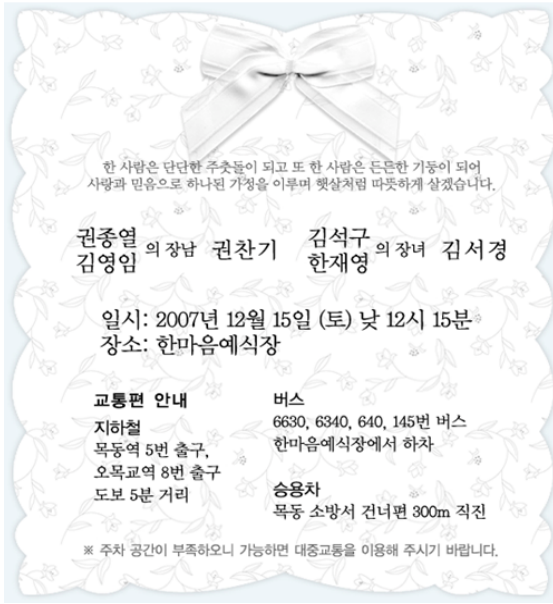 한 사람은 단단한 주춧돌이 되고 또 한 사람은 든든한 기둥이 되어
사랑과 믿음으로 하나된 가정을 이루며 햇살처럼 따뜻하게 살겠습니다.
권종열
김영임 의 장남 권찬기
김석구
한재영 의 장녀 김서경
일시: 2007년 12월 15일 (토) 낮 12시 15분
장소: 한마음예식장
교통편 안내
지하철
목동역 5번 출구,
오목교역 8번 출구
도보 5분 거리
버스
6630, 6340, 640, 145번 버스
한마음예식장에서 하차
승용차
목동 소방서 건너편 300m 직진
※ 주차 공간이 부족하오니 가능하면 대중교통을 이용해 주시기 바랍니다.